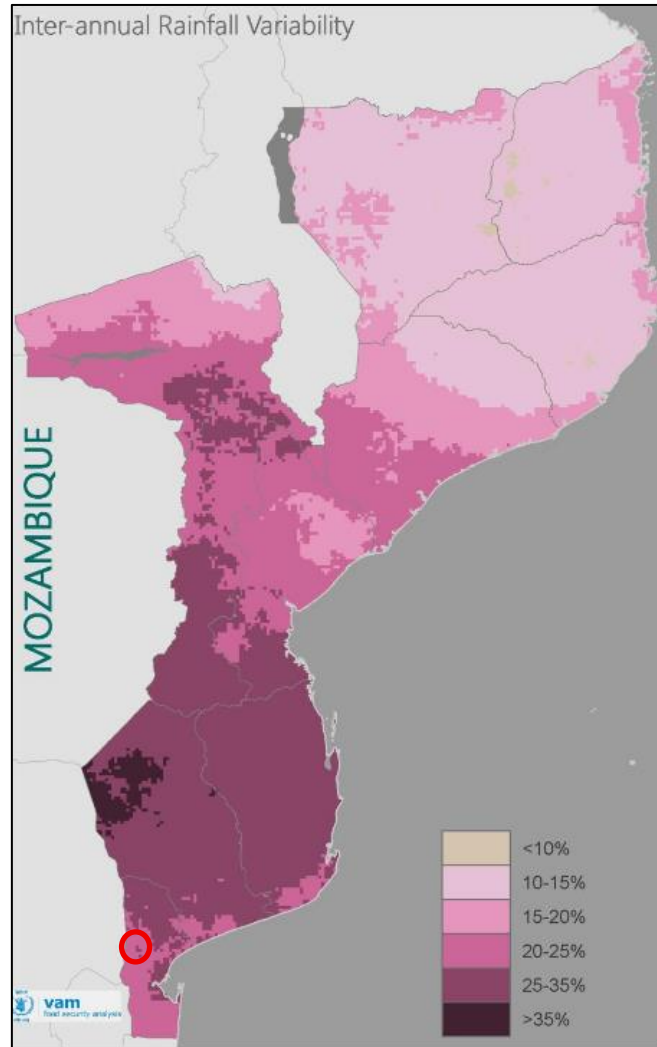 Inter-annual Rainfall Variability
MOZAMBIQUE
<10%
10-15%
15-20%
20-25%
25-35%
>35%
vam
food security analysis